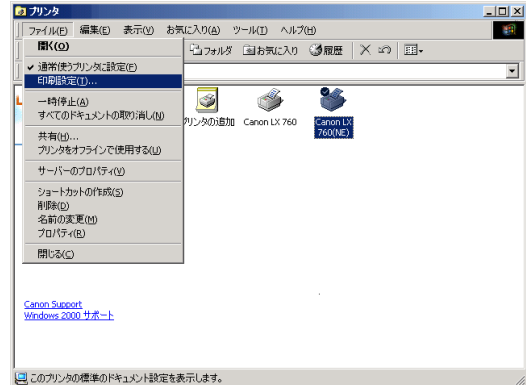 プリンタ
ファイル(F) 編集(E) 表示(V) お気に入り(A) ツール(T) ヘルプ(H)
フォルダ お気に入り 履歴
開く(O)
通常使うプリンタに設定(F)
印刷設定(T)...
一時停止(A)
すべてのドキュメントの取り消し(N)
共有(H)...
プリンタをオフラインで使用する(U)
サーバーのプロパティ(V)
ショートカットの作成(S)
削除(D)
名前の変更(M)
プロパティ(R)
閉じる(C)
プリンタの追加 Canon LX 760 Canon LX
760(NE)
Canon Support
Windows 2000 サポート
このプリンタの標準のドキュメント設定を表示します。